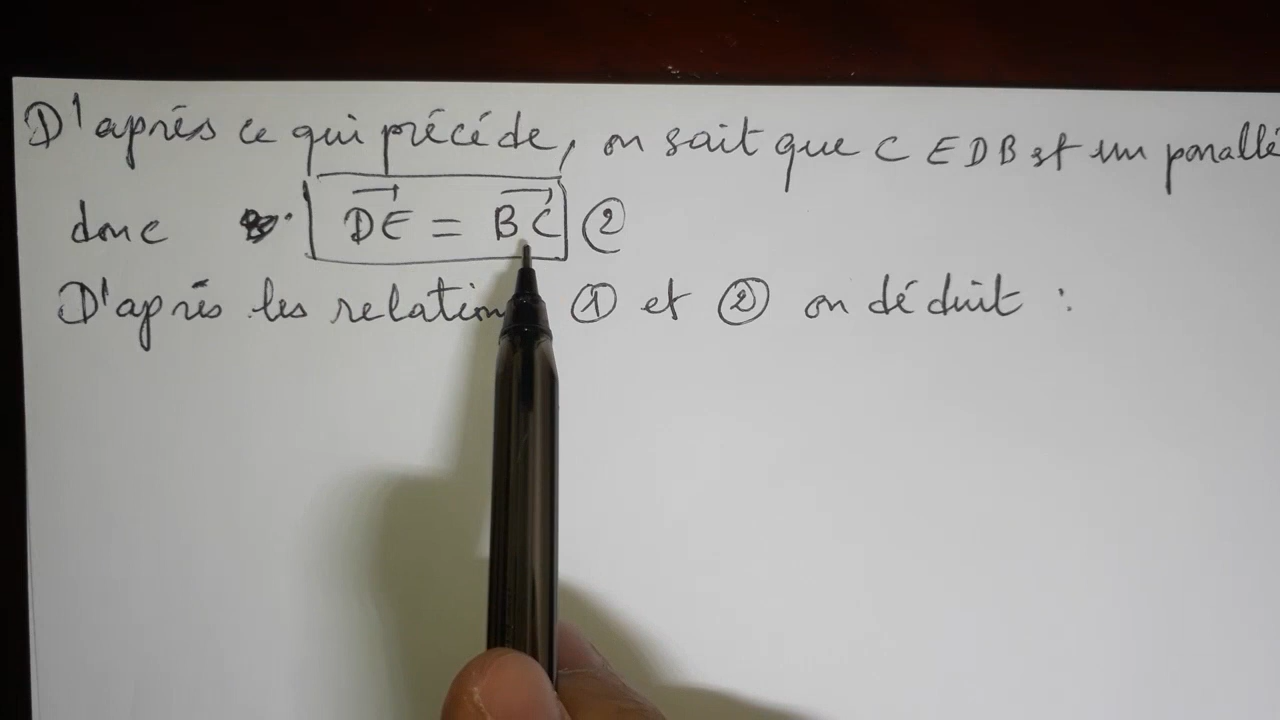 D'après ce qui précède, on sait que CEDB est un parallé
donc DE = BC ②
D'après les relation ① et ② on déduit :